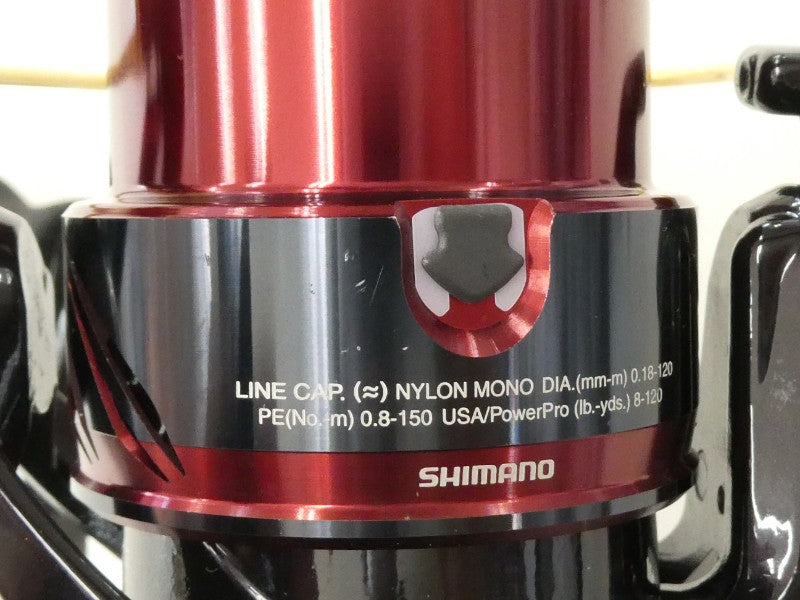 LINE CAP. (≈) NYLON MONO DIA.(mm-m) 0.18-120
PE(No.-m) 0.8-150 USA/PowerPro (lb.-yds.) 8-120
SHIMANO